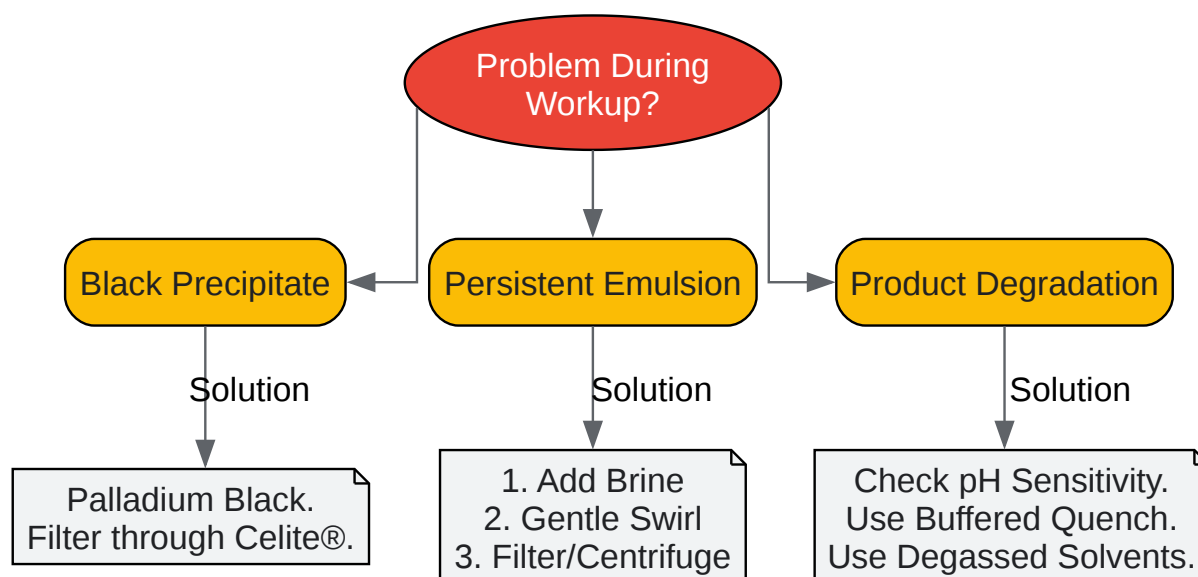 Problem During
Workup?
Black Precipitate
Persistent Emulsion
Product Degradation
Solution
Solution
Solution
Palladium Black.
Filter through Celite®.
1. Add Brine
2. Gentle Swirl
3. Filter/Centrifuge
Check pH Sensitivity.
Use Buffered Quench.
Use Degassed Solvents.